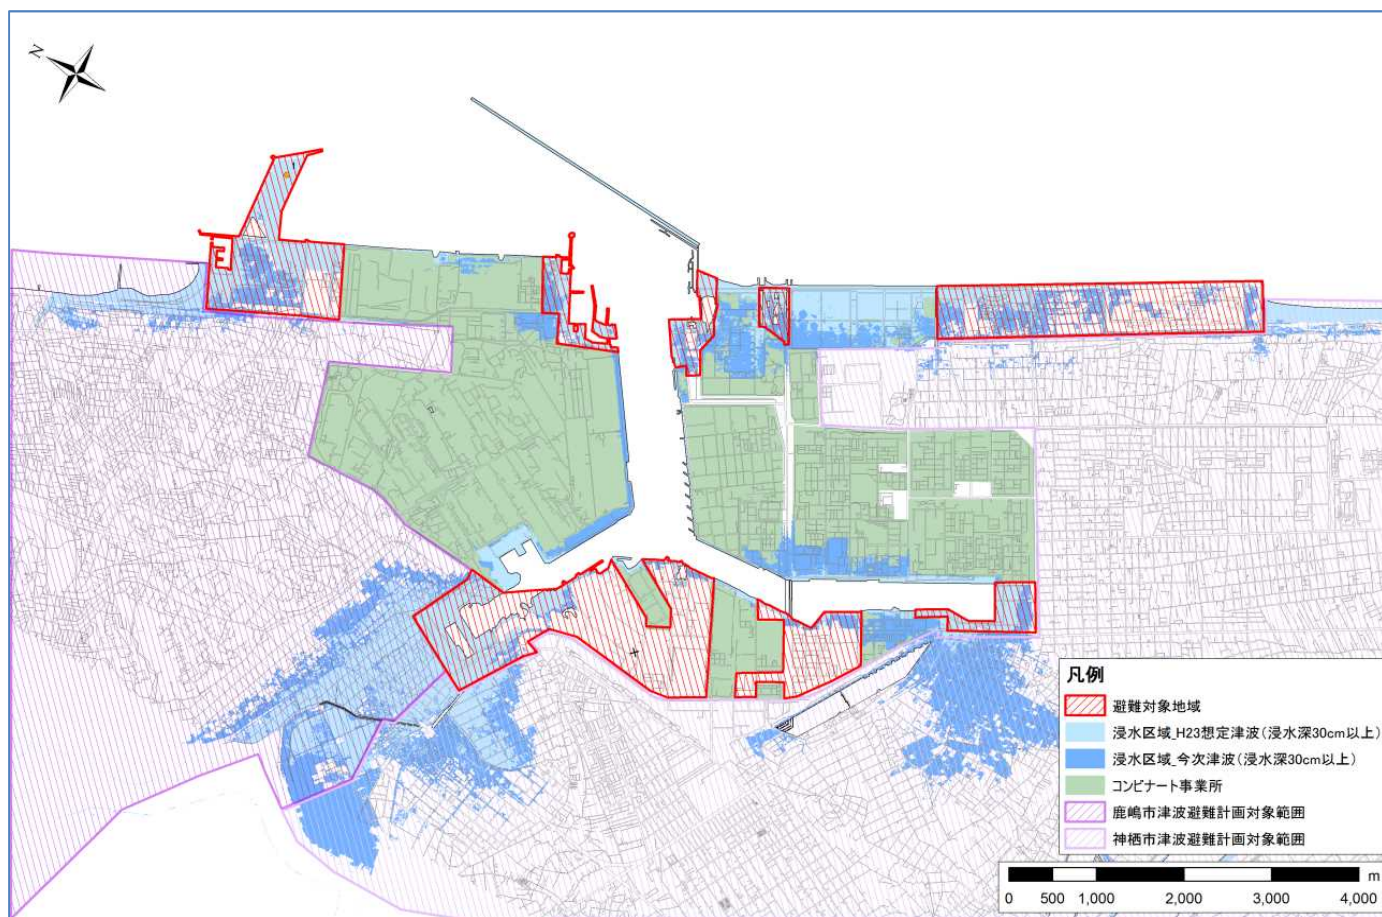 N
凡例
避難対象地域
浸水区域_H23想定津波(浸水深30cm以上)
浸水区域_今次津波(浸水深30cm以上)
コンビナート事業所
鹿嶋市津波避難計画対象範囲
神栖市津波避難計画対象範囲
m
0 500 1,000 2,000 3,000 4,000